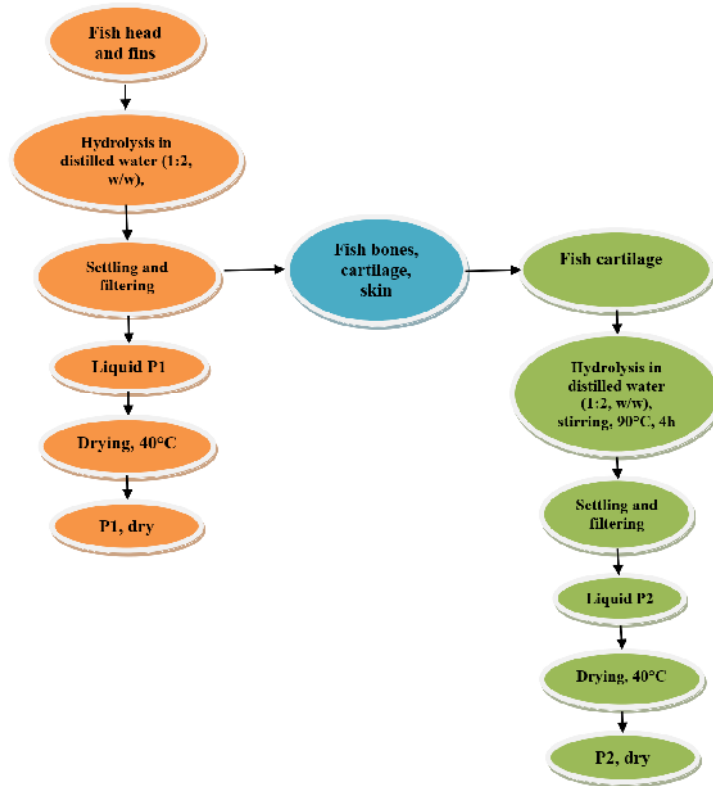 Fish head
and fins
Hydrolysis in
distilled water (1:2,
w/w),
Settling and
filtering
Liquid P1
Drying, 40°C
P1, dry
Fish bones,
cartilage,
skin
Fish cartilage
Hydrolysis in
distilled water
(1:2, w/w),
stirring, 90°C, 4h
Settling and
filtering
Liquid P2
Drying, 40°C
P2, dry